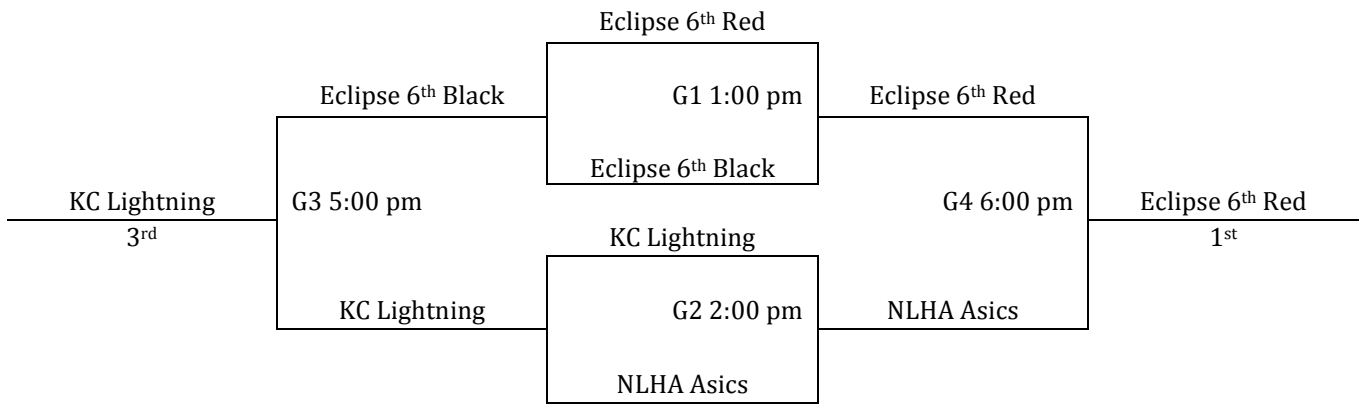 Eclipse 6th Red
Eclipse 6th Black
G1 1:00 pm
Eclipse 6th Red
Eclipse 6th Black
KC Lightning
G3 5:00 pm
G4 6:00 pm
Eclipse 6th Red
3rd
1st
KC Lightning
KC Lightning
G2 2:00 pm
NLHA Asics
NLHA Asics